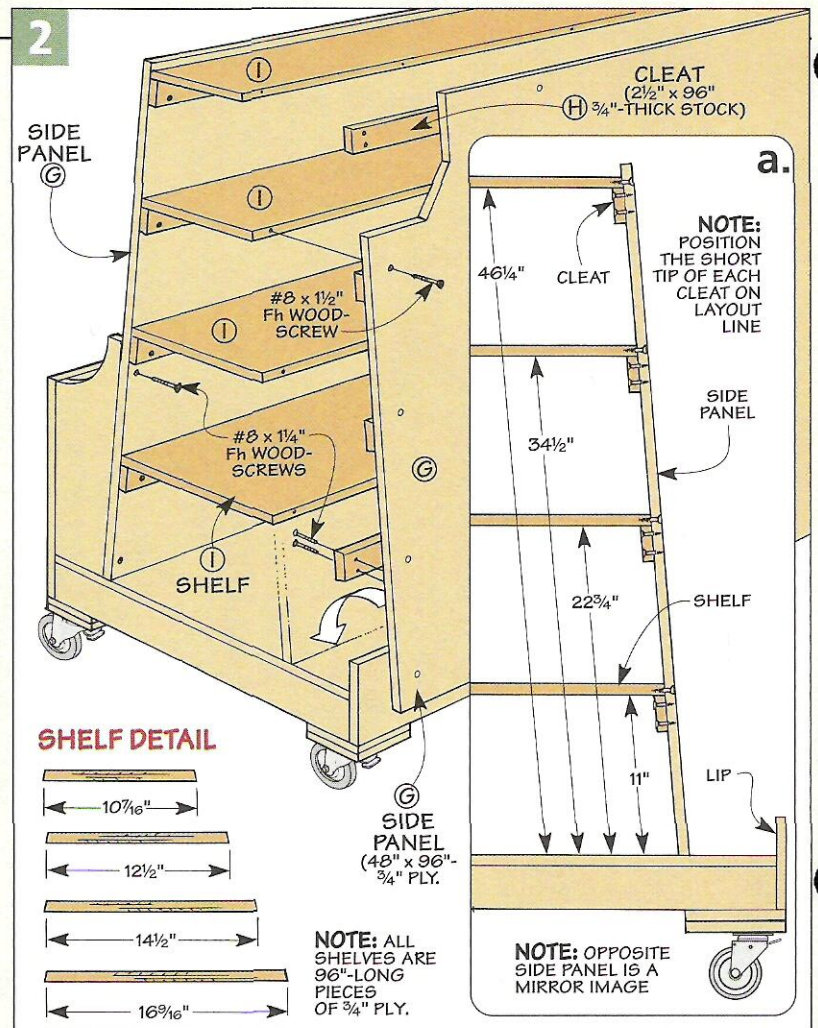 2
SIDE
PANEL
G
I
I
I
CLEAT
(2½" x 96"
H ¾"-THICK STOCK)
#8 x 1½"
Fh WOOD-
SCREW
#8 x 1¼"
Fh WOOD-
SCREWS
G
I
SHELF
G
SIDE
PANEL
(48" x 96"-
¾" PLY.
a.
NOTE:
POSITION
THE SHORT
TIP OF EACH
CLEAT ON
LAYOUT
LINE
CLEAT
46¼"
34½"
SIDE
PANEL
22¾"
SHELF
11"
LIP
NOTE: OPPOSITE
SIDE PANEL IS A
MIRROR IMAGE
SHELF DETAIL
10⁷⁄₁₆"
12½"
14½"
16⁹⁄₁₆"
NOTE: ALL
SHELVES ARE
96"-LONG
PIECES
OF ¾" PLY.